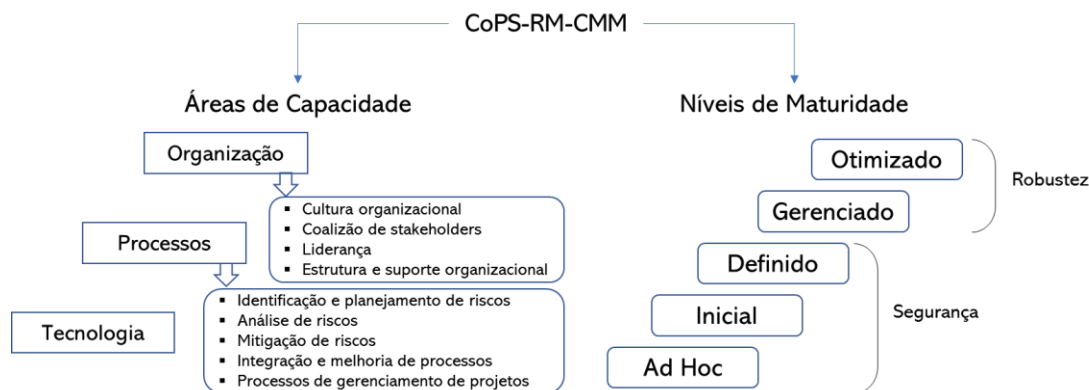 CoPS-RM-CMM
Áreas de Capacidade
Organização
▪ Cultura organizacional
▪ Coalizão de stakeholders
▪ Liderança
▪ Estrutura e suporte organizacional
Processos
▪ Identificação e planejamento de riscos
▪ Análise de riscos
▪ Mitigação de riscos
▪ Integração e melhoria de processos
▪ Processos de gerenciamento de projetos
Tecnologia
Níveis de Maturidade
Otimizado
Gerenciado
Robustez
Definido
Inicial
Ad Hoc
Segurança